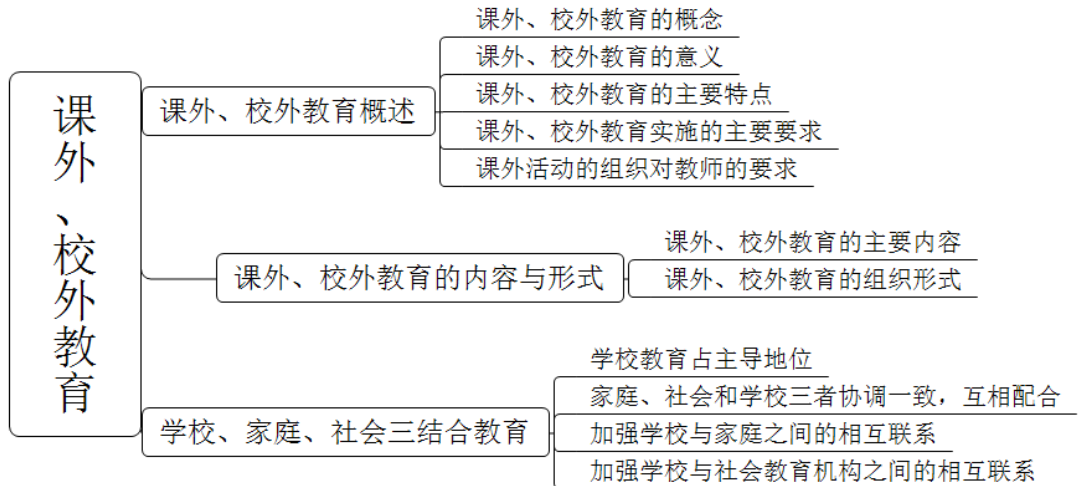 课外、校外教育
课外、校外教育概述
课外、校外教育的概念
课外、校外教育的意义
课外、校外教育的主要特点
课外、校外教育实施的主要要求
课外活动的组织对教师的要求
课外、校外教育的内容与形式
课外、校外教育的主要内容
课外、校外教育的组织形式
学校、家庭、社会三结合教育
学校教育占主导地位
家庭、社会和学校三者协调一致，互相配合
加强学校与家庭之间的相互联系
加强学校与社会教育机构之间的相互联系